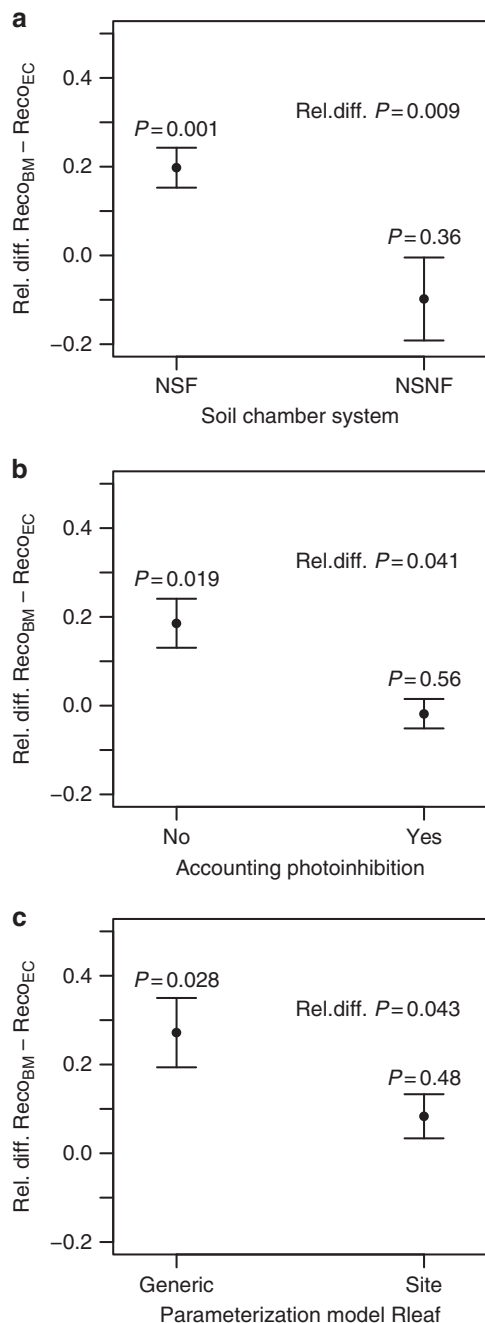 a
Rel. diff. Reco_BM − Reco_EC
0.4
0.2
0.0
−0.2
Rel.diff. P=0.009
P=0.001
P=0.36
NSF
NSNF
Soil chamber system
b
Rel. diff. Reco_BM − Reco_EC
0.4
0.2
0.0
−0.2
Rel.diff. P=0.041
P=0.019
P=0.56
No
Yes
Accounting photoinhibition
c
Rel. diff. Reco_BM − Reco_EC
0.4
0.2
0.0
−0.2
P=0.028
Rel.diff. P=0.043
P=0.48
Generic
Site
Parameterization model Rleaf